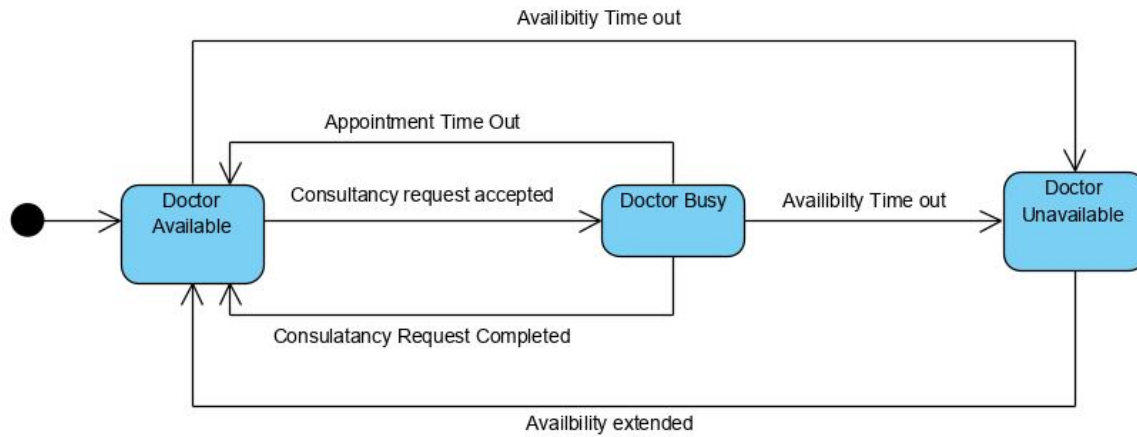 Availibitiy Time out
Appointment Time Out
Doctor
Available
Consultancy request accepted
Doctor Busy
Availibilty Time out
Doctor
Unavailable
Consulatancy Request Completed
Availbility extended